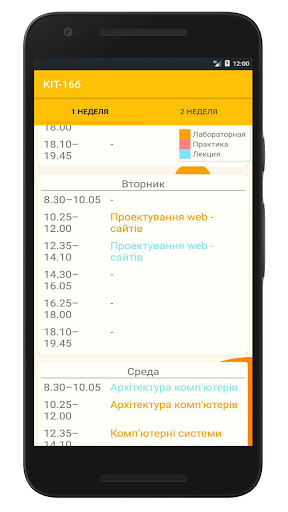 12:00
КІТ-166
1 НЕДЕЛЯ
2 НЕДЕЛЯ
18.00
18.10–
19.45
-
Лабораторная
Практика
Лекция
Вторник
8.30–10.05
-
10.25–
12.00
Проектування web -
сайтів
12.35–
14.10
Проектування web -
сайтів
14.30–
16.05
-
16.25–
18.00
-
18.10–
19.45
-
Среда
8.30–10.05
Архітектура комп'ютерів
10.25–
12.00
Архітектура комп'ютерів
12.35–
14.10
Комп'ютерні системи